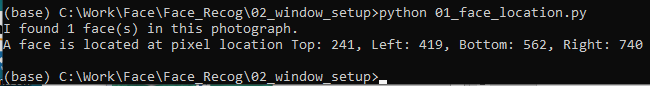 (base) C:\Work\Face\Face_Recog\02_window_setup>python 01_face_location.py
I found 1 face(s) in this photograph.
A face is located at pixel location Top: 241, Left: 419, Bottom: 562, Right: 740
(base) C:\Work\Face\Face_Recog\02_window_setup>